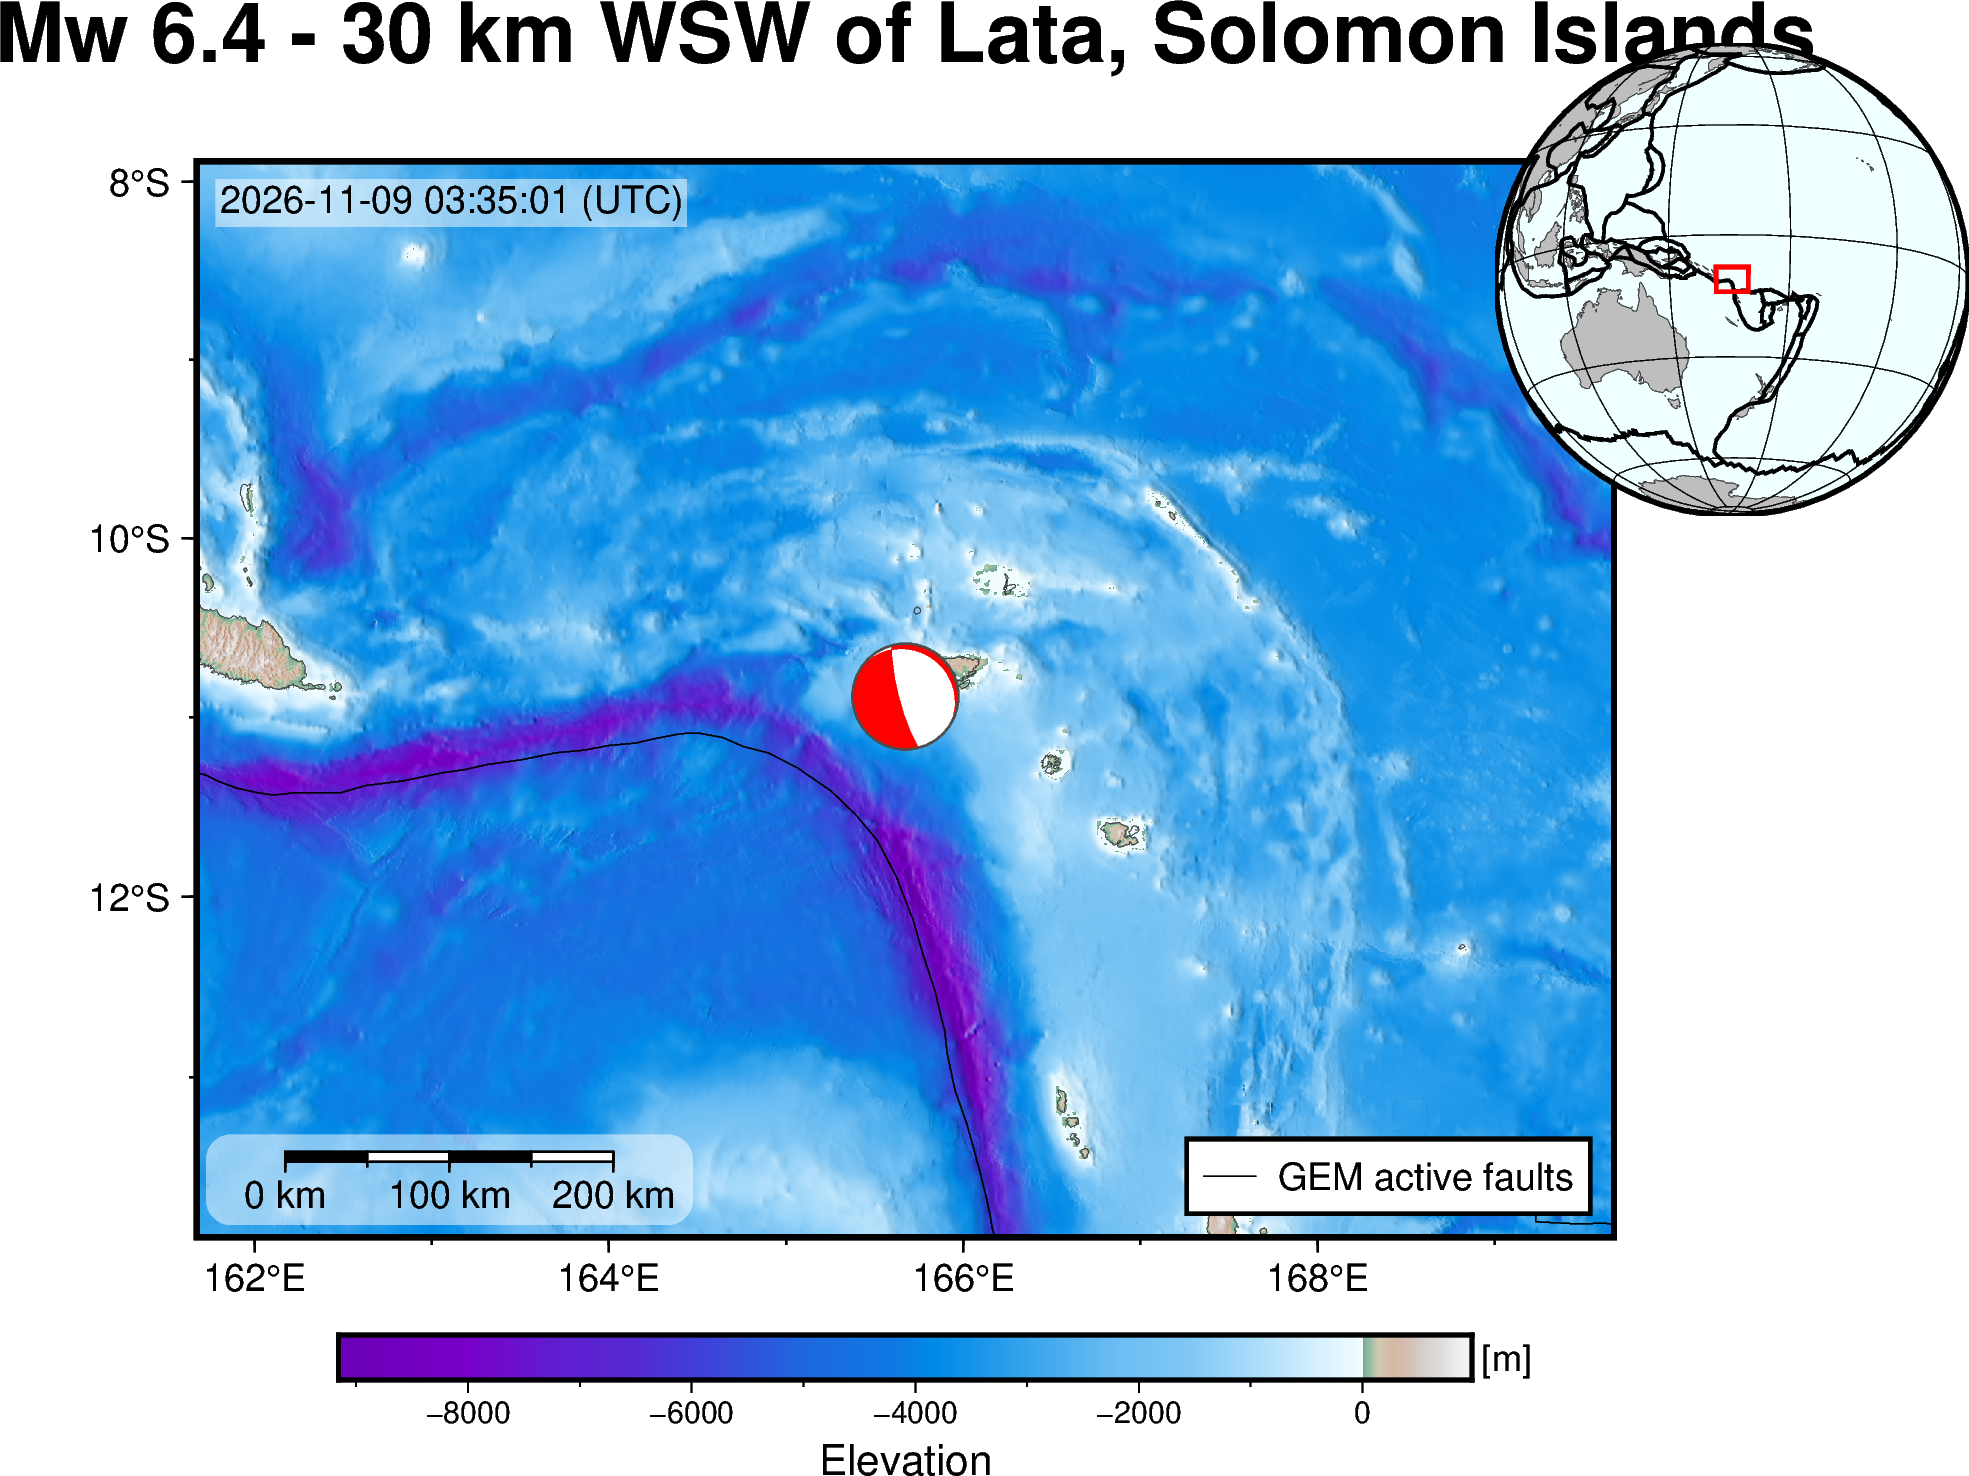 Mw 6.4 - 30 km WSW of Lata, Solomon Islands
2026-11-09 03:35:01 (UTC)
8°S
10°S
12°S
0 km 100 km 200 km
GEM active faults
162°E 164°E 166°E 168°E
[m]
−8000 −6000 −4000 −2000 0
Elevation